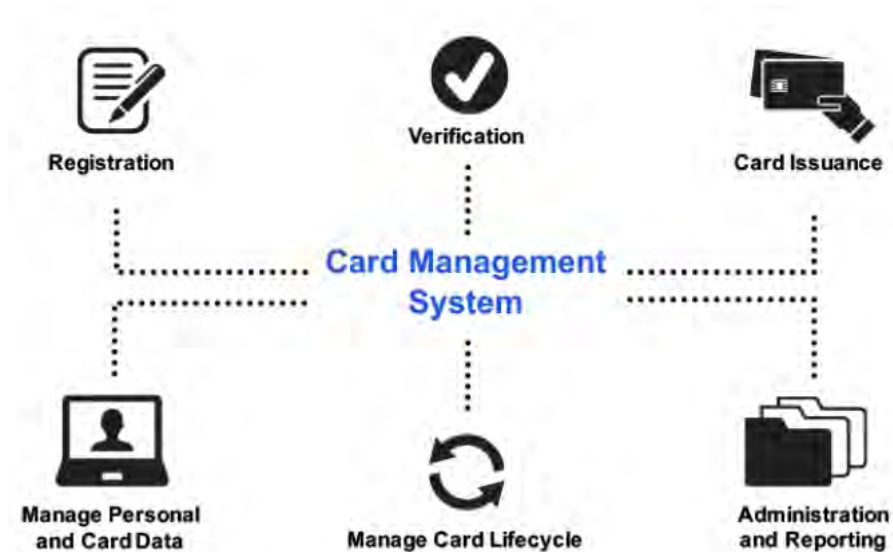 Registration
Verification
Card Issuance
Card Management
System
Manage Personal
and Card Data
Manage Card Lifecycle
Administration
and Reporting